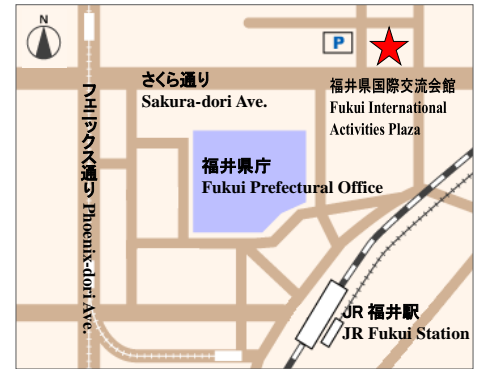 N
P
さくら通り
Sakura-dori Ave.
福井県国際交流会館
Fukui International
Activities Plaza
フェニックス通り Phoenix-dori Ave.
福井県庁
Fukui Prefectural Office
JR 福井駅
JR Fukui Station